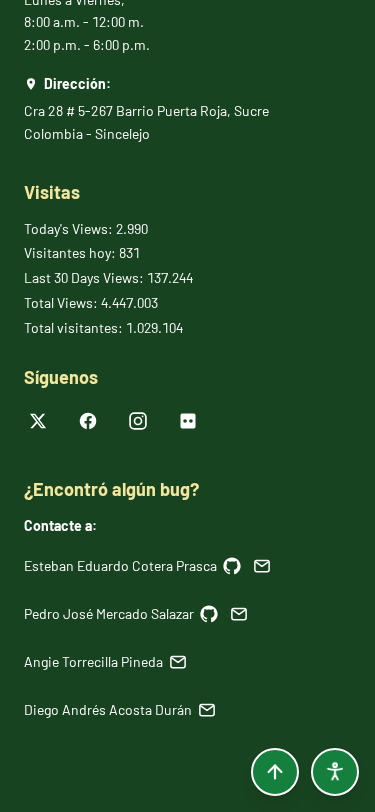 Lunes a Viernes,
8:00 a.m. - 12:00 m.
2:00 p.m. - 6:00 p.m.
Dirección:
Cra 28 # 5-267 Barrio Puerta Roja, Sucre
Colombia - Sincelejo
Visitas
Today's Views: 2.990
Visitantes hoy: 831
Last 30 Days Views: 137.244
Total Views: 4.447.003
Total visitantes: 1.029.104
Síguenos
¿Encontró algún bug?
Contacte a:
Esteban Eduardo Cotera Prasca
Pedro José Mercado Salazar
Angie Torrecilla Pineda
Diego Andrés Acosta Durán